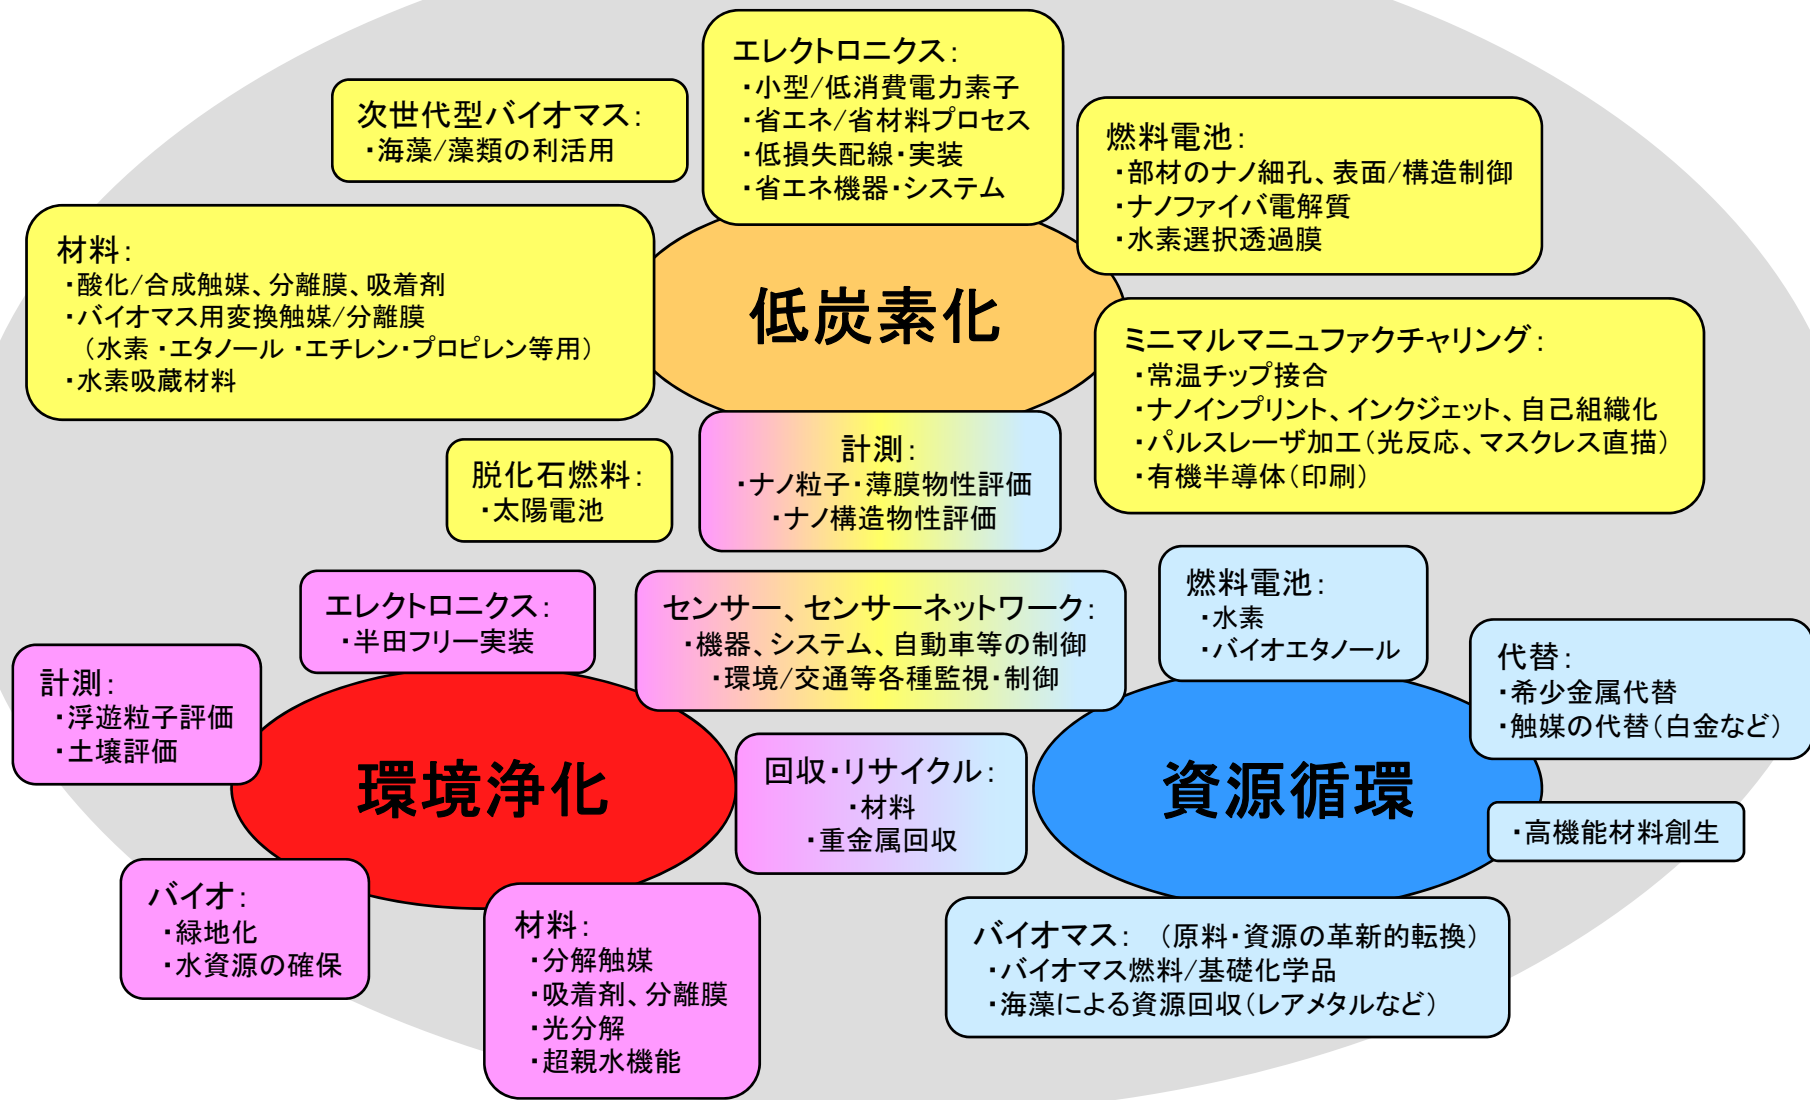 エレクトロニクス：
・小型/低消費電力素子
・省エネ/省材料プロセス
・低損失配線・実装
・省エネ機器・システム
次世代型バイオマス：
・海藻/藻類の利活用
燃料電池：
・部材のナノ細孔、表面/構造制御
・ナノファイバ電解質
・水素選択透過膜
材料：
・酸化/合成触媒、分離膜、吸着剤
・バイオマス用変換触媒/分離膜
（水素・エタノール・エチレン・プロピレン等用）
・水素吸蔵材料
低炭素化
ミニマルマニュファクチャリング：
・常温チップ接合
・ナノインプリント、インクジェット、自己組織化
・パルスレーザ加工（光反応、マスクレス直描）
・有機半導体（印刷）
脱化石燃料：
・太陽電池
計測：
・ナノ粒子・薄膜物性評価
・ナノ構造物性評価
エレクトロニクス：
・半田フリー実装
センサー、センサーネットワーク：
・機器、システム、自動車等の制御
・環境/交通等各種監視・制御
燃料電池：
・水素
・バイオエタノール
計測：
・浮遊粒子評価
・土壌評価
代替：
・希少金属代替
・触媒の代替（白金など）
環境浄化
回収・リサイクル：
・材料
・重金属回収
資源循環
・高機能材料創生
バイオ：
・緑地化
・水資源の確保
材料：
・分解触媒
・吸着剤、分離膜
・光分解
・超親水機能
バイオマス： （原料・資源の革新的転換）
・バイオマス燃料/基礎化学品
・海藻による資源回収（レアメタルなど）